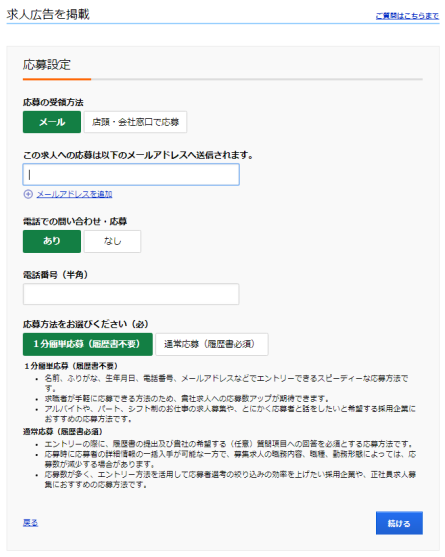 求人広告を掲載
ご質問はこちらまで
応募設定
応募の受領方法
メール
店頭・会社窓口で応募
この求人への応募は以下のメールアドレスへ送信されます。
メールアドレスを追加
電話での問い合わせ・応募
あり
なし
電話番号（半角）
応募方法をお選びください（必）
１分簡単応募（履歴書不要）
通常応募（履歴書必須）
１分簡単応募（履歴書不要）
• 名前、ふりがな、生年月日、電話番号、メールアドレスなどでエントリーできるスピーディーな応募方法で
す。
• 求職者が手軽に応募できる方法のため、貴社求人への応募数アップが期待できます。
• アルバイトや、パート、シフト制のお仕事の求人募集や、とにかく応募者と話をしたいと希望する採用企業に
おすすめの応募方法です。
通常応募（履歴書必須）
• エントリーの際に、履歴書の提出及び貴社の希望する（任意）質問項目への回答を必須とする応募方法です。
• 応募時に応募者の詳細情報の一括入手が可能な一方で、募集求人の職務内容、職種、勤務形態によっては、応
募数が減少する場合があります。
• 応募数が多く、エントリー方法を活用して応募者選考の絞り込みの効率を上げたい採用企業や、正社員求人募
集におすすめの応募方法です。
戻る
続ける